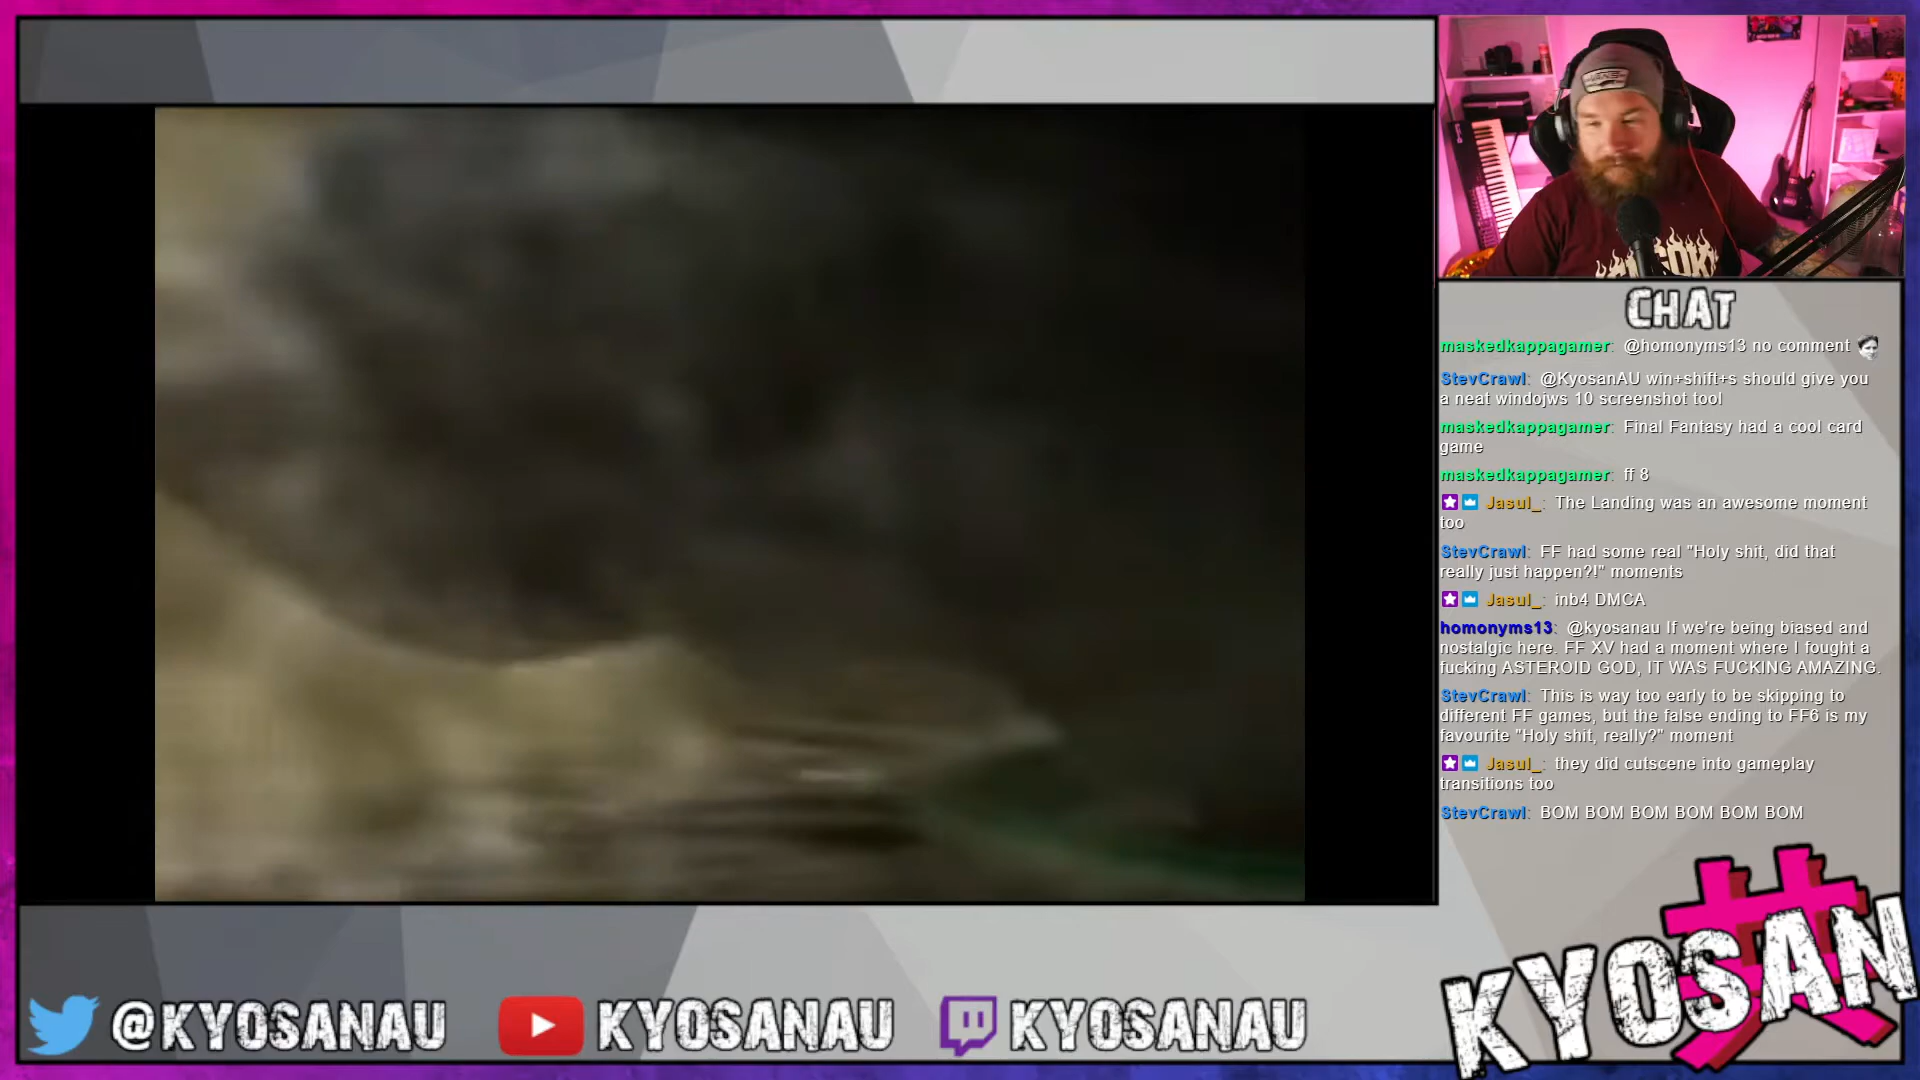 CHAT
maskedkappagamer: @homonyms13 no comment
StevCrawl: @KyosanAU win+shift+s should give you
a neat windojws 10 screenshot tool
maskedkappagamer: Final Fantasy had a cool card
game
maskedkappagamer: ff 8
Jasul_: The Landing was an awesome moment
too
StevCrawl: FF had some real "Holy shit, did that
really just happen?!" moments
Jasul_: inb4 DMCA
homonyms13: @kyosanau If we're being biased and
nostalgic here. FF XV had a moment where I fought a
fucking ASTEROID GOD, IT WAS FUCKING AMAZING.
StevCrawl: This is way too early to be skipping to
different FF games, but the false ending to FF6 is my
favourite "Holy shit, really?" moment
Jasul_: they did cutscene into gameplay
transitions too
StevCrawl: BOM BOM BOM BOM BOM BOM
KYOSAN
@KYOSANAU
KYOSANAU
KYOSANAU